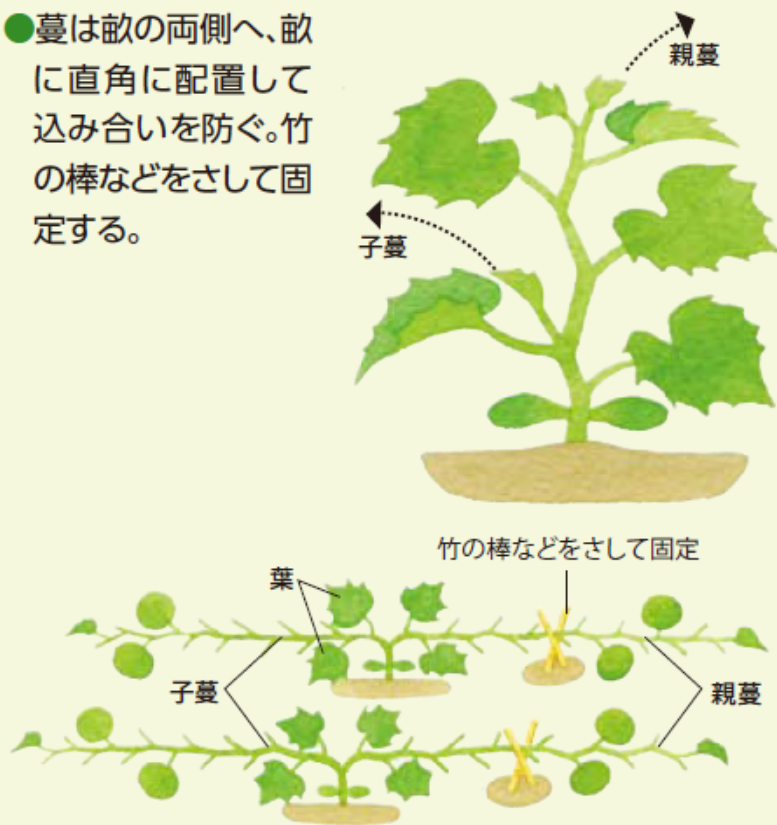 ●蔓は畝の両側へ、畝
に直角に配置して
込み合いを防ぐ。竹
の棒などをさして固
定する。
親蔓
子蔓
竹の棒などをさして固定
葉
子蔓
親蔓